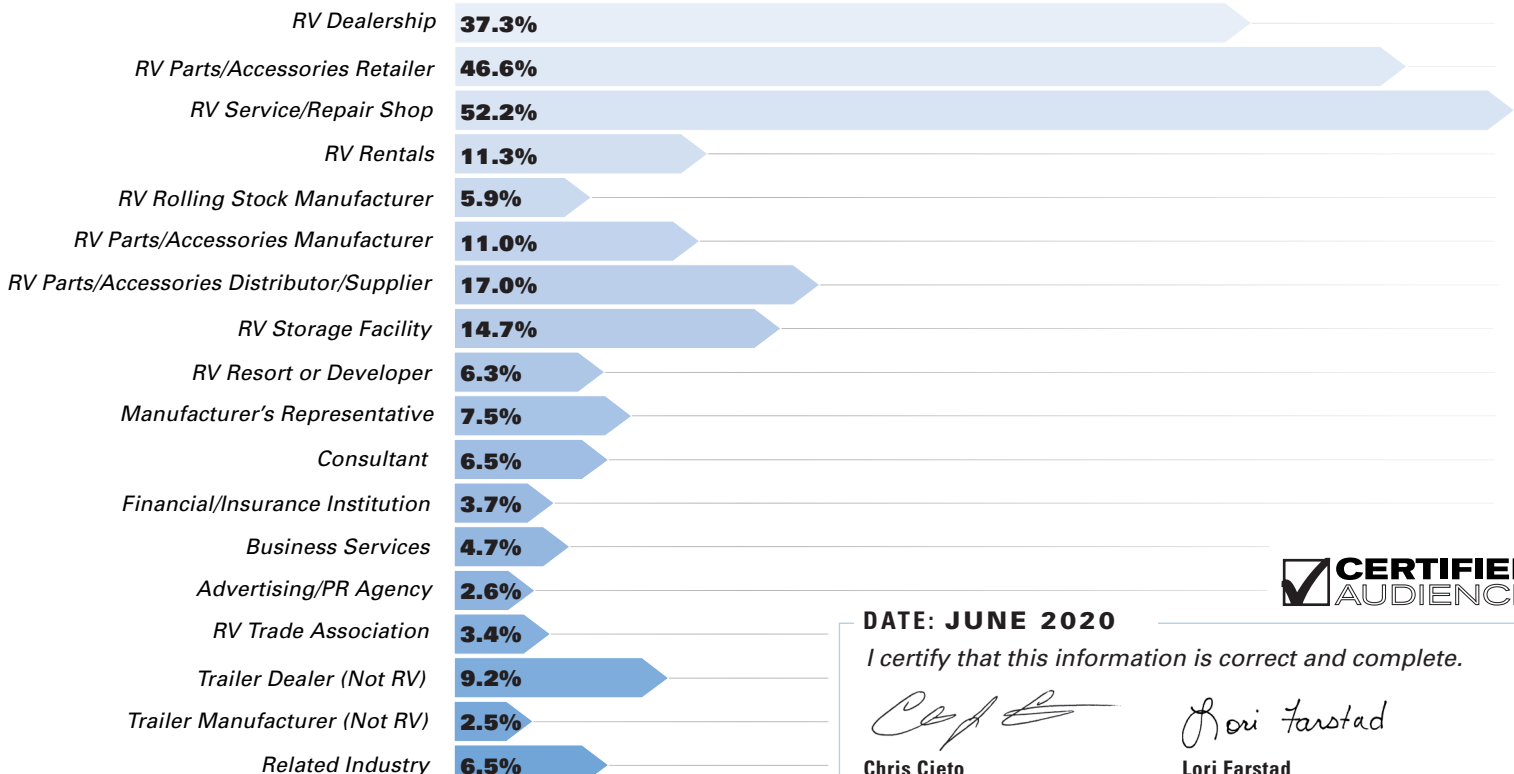 RV Dealership 37.3%
RV Parts/Accessories Retailer 46.6%
RV Service/Repair Shop 52.2%
RV Rentals 11.3%
RV Rolling Stock Manufacturer 5.9%
RV Parts/Accessories Manufacturer 11.0%
RV Parts/Accessories Distributor/Supplier 17.0%
RV Storage Facility 14.7%
RV Resort or Developer 6.3%
Manufacturer’s Representative 7.5%
Consultant 6.5%
Financial/Insurance Institution 3.7%
Business Services 4.7%
Advertising/PR Agency 2.6%
RV Trade Association 3.4%
Trailer Dealer (Not RV) 9.2%
Trailer Manufacturer (Not RV) 2.5%
Related Industry 6.5%
CERTIFIED
AUDIENCE
DATE: JUNE 2020
I certify that this information is correct and complete.
Lori Farstad
Chris Cieto Lori Farstad